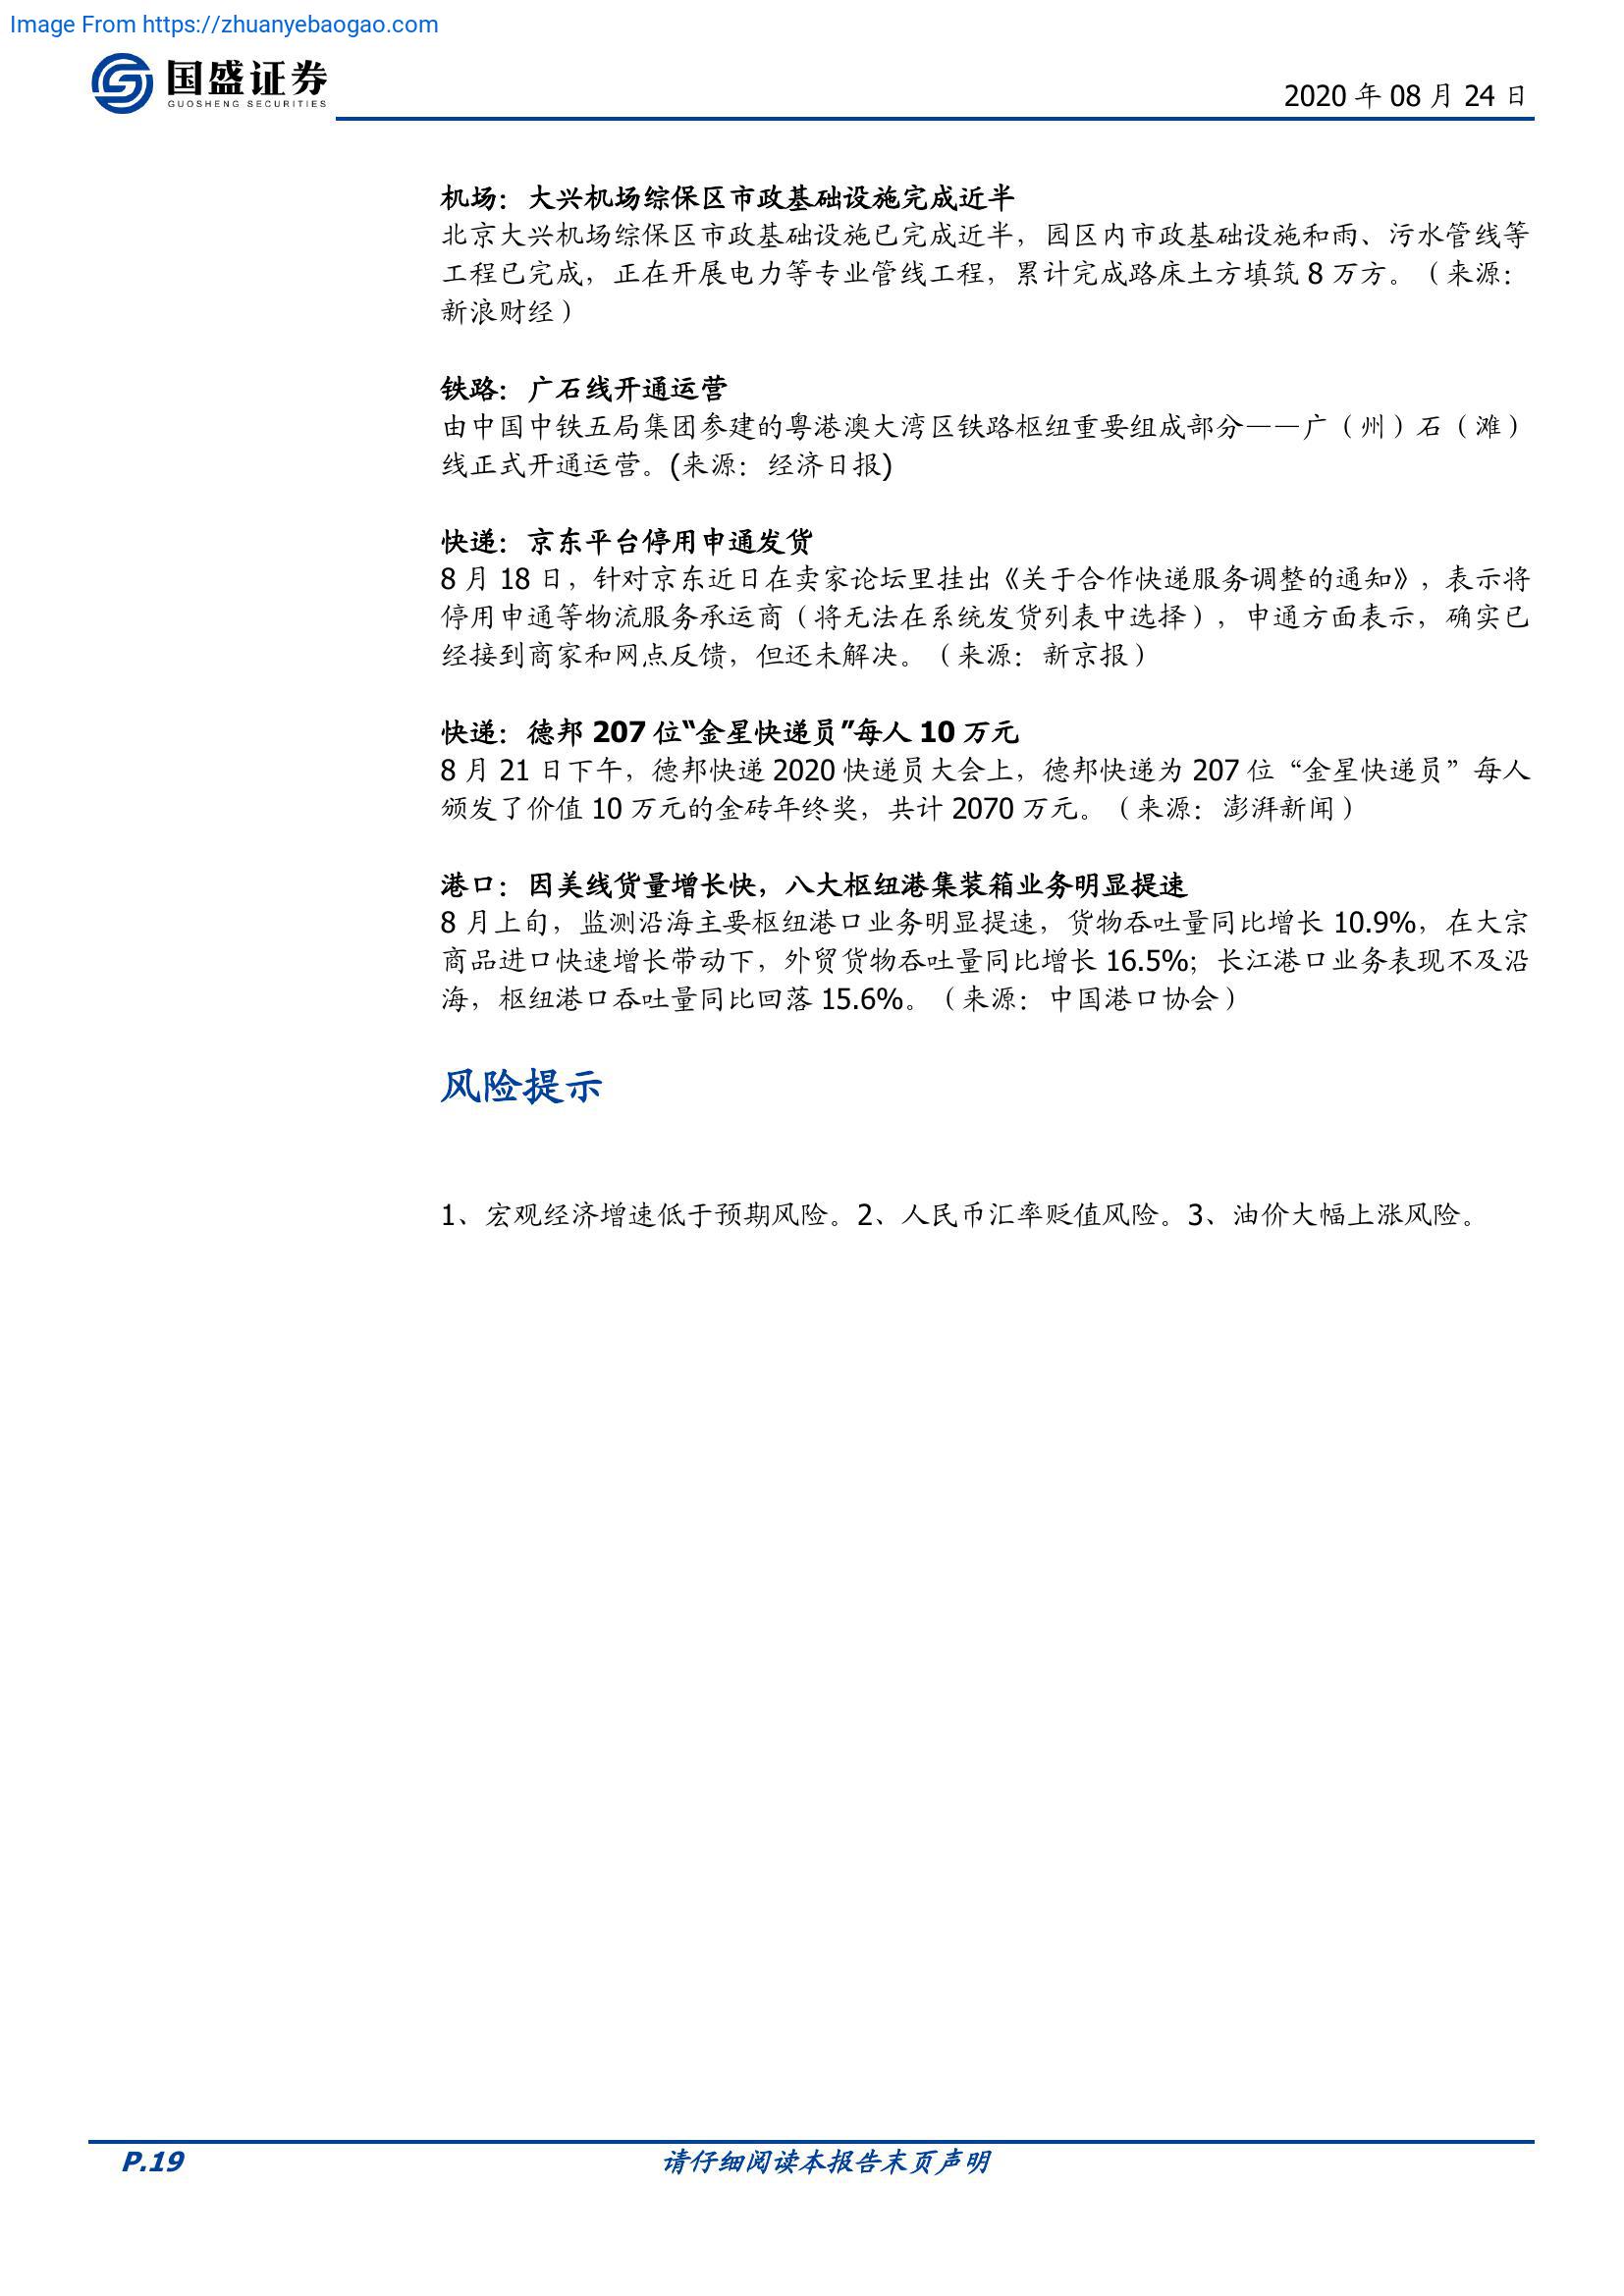 Image From https://zhuanyebaogao.com
国盛证券
GUOSHENG SECURITIES
2020 年 08 月 24 日
机场：大兴机场综保区市政基础设施完成近半
北京大兴机场综保区市政基础设施已完成近半，园区内市政基础设施和雨、污水管线等
工程已完成，正在开展电力等专业管线工程，累计完成路床土方填筑 8 万方。（来源：
新浪财经）
铁路：广石线开通运营
由中国中铁五局集团参建的粤港澳大湾区铁路枢纽重要组成部分——广（州）石（滩）
线正式开通运营。(来源：经济日报)
快递：京东平台停用申通发货
8 月 18 日，针对京东近日在卖家论坛里挂出《关于合作快递服务调整的通知》，表示将
停用申通等物流服务承运商（将无法在系统发货列表中选择），申通方面表示，确实已
经接到商家和网点反馈，但还未解决。（来源：新京报）
快递：德邦 207 位“金星快递员”每人 10 万元
8 月 21 日下午，德邦快递 2020 快递员大会上，德邦快递为 207 位“金星快递员”每人
颁发了价值 10 万元的金砖年终奖，共计 2070 万元。（来源：澎湃新闻）
港口：因美线货量增长快，八大枢纽港集装箱业务明显提速
8 月上旬，监测沿海主要枢纽港口业务明显提速，货物吞吐量同比增长 10.9%，在大宗
商品进口快速增长带动下，外贸货物吞吐量同比增长 16.5%；长江港口业务表现不及沿
海，枢纽港口吞吐量同比回落 15.6%。（来源：中国港口协会）
风险提示
1、宏观经济增速低于预期风险。2、人民币汇率贬值风险。3、油价大幅上涨风险。
P.19
请仔细阅读本报告末页声明